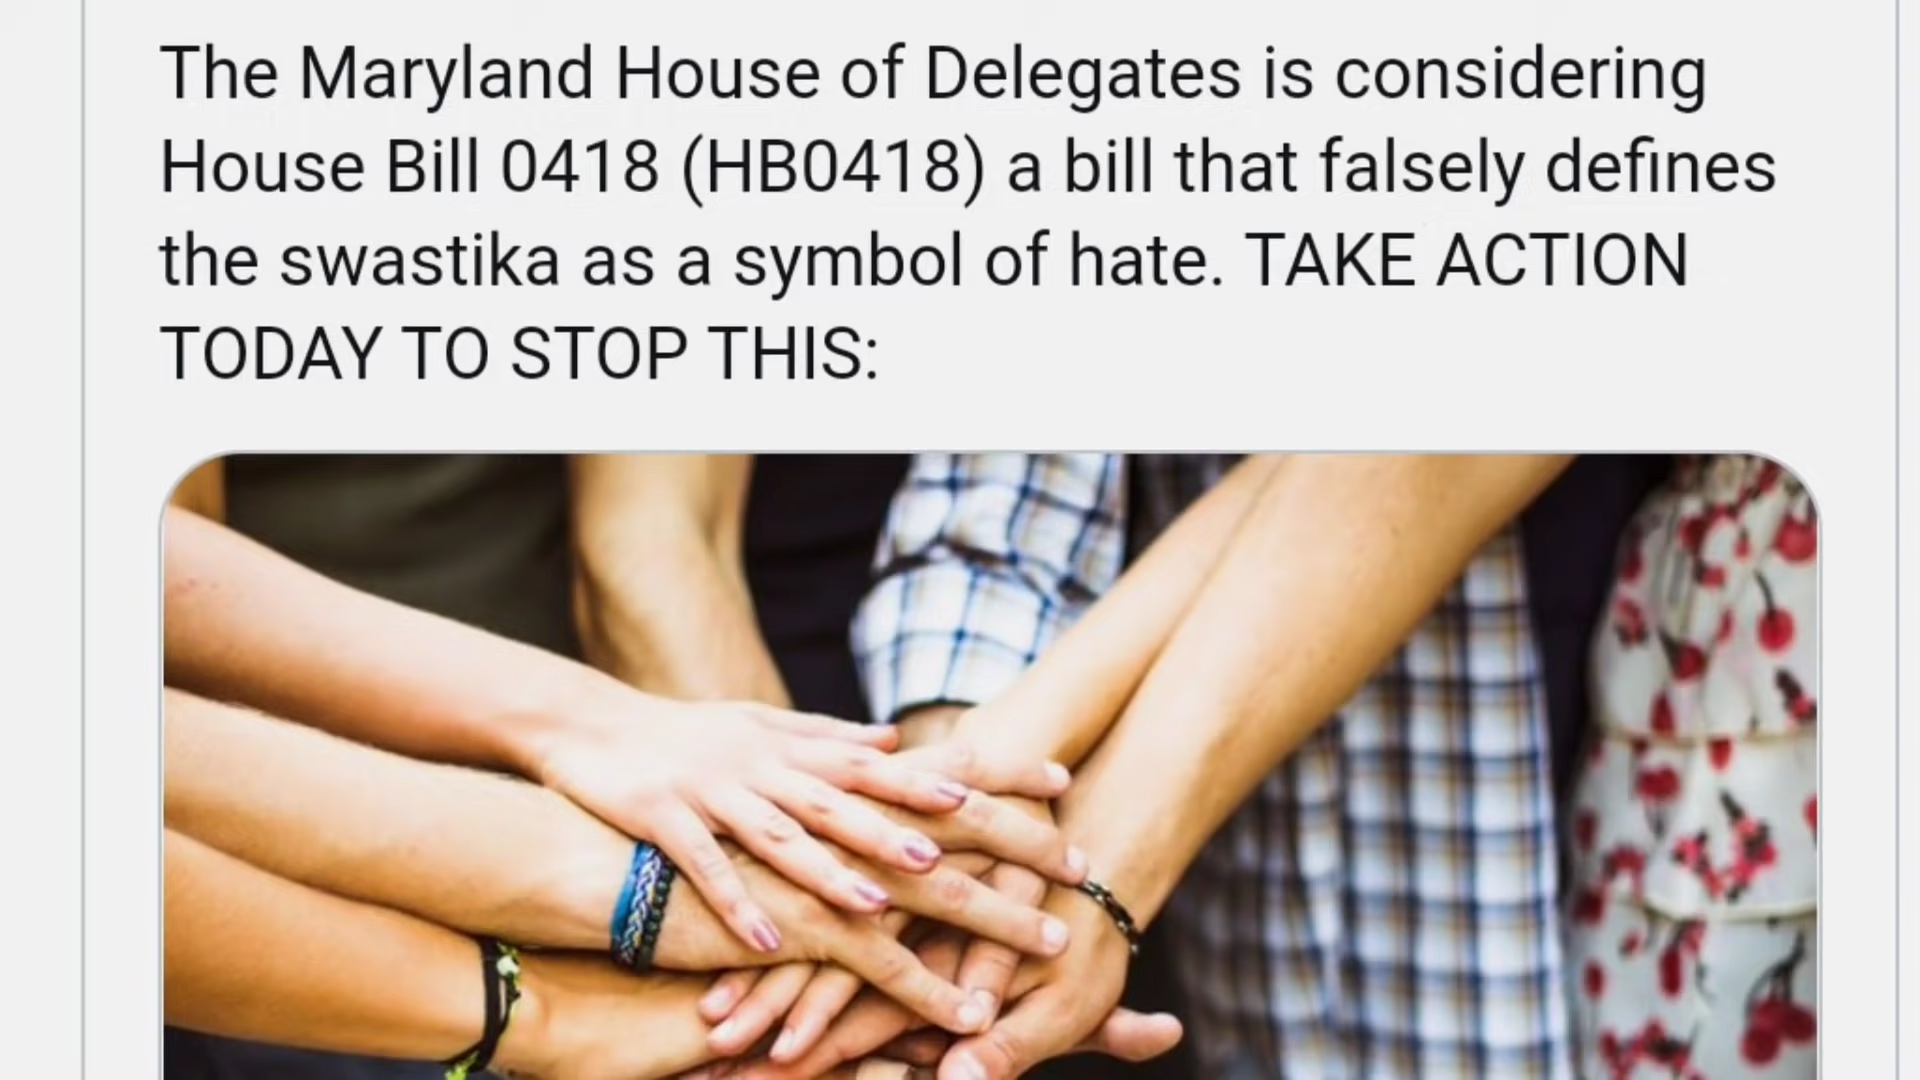 The Maryland House of Delegates is considering
House Bill 0418 (HB0418) a bill that falsely defines
the swastika as a symbol of hate. TAKE ACTION
TODAY TO STOP THIS: